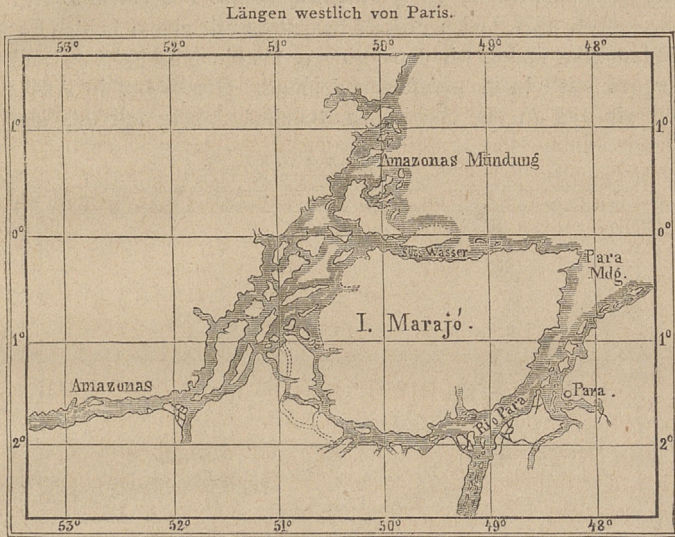 Längen westlich von Paris.
53° 52° 51° 50° 49° 48°
1° 1°
Amazonas Mündung
0° 0°
Süss Wasser
Para
Mdg.
I. Marajó.
1° 1°
Amazonas
Para.
Rio Para
2° 2°
53° 52° 51° 50° 49° 48°